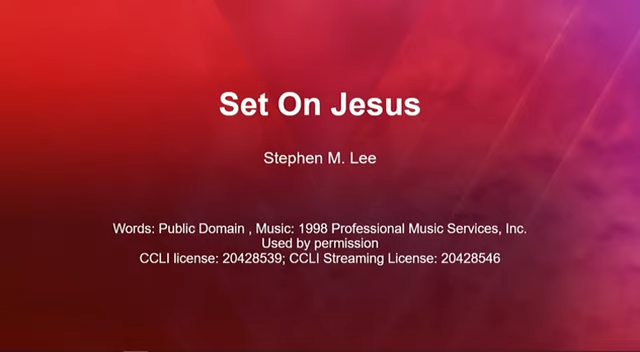 Set On Jesus
Stephen M. Lee
Words: Public Domain , Music: 1998 Professional Music Services, Inc.
Used by permission
CCLI license: 20428539; CCLI Streaming License: 20428546